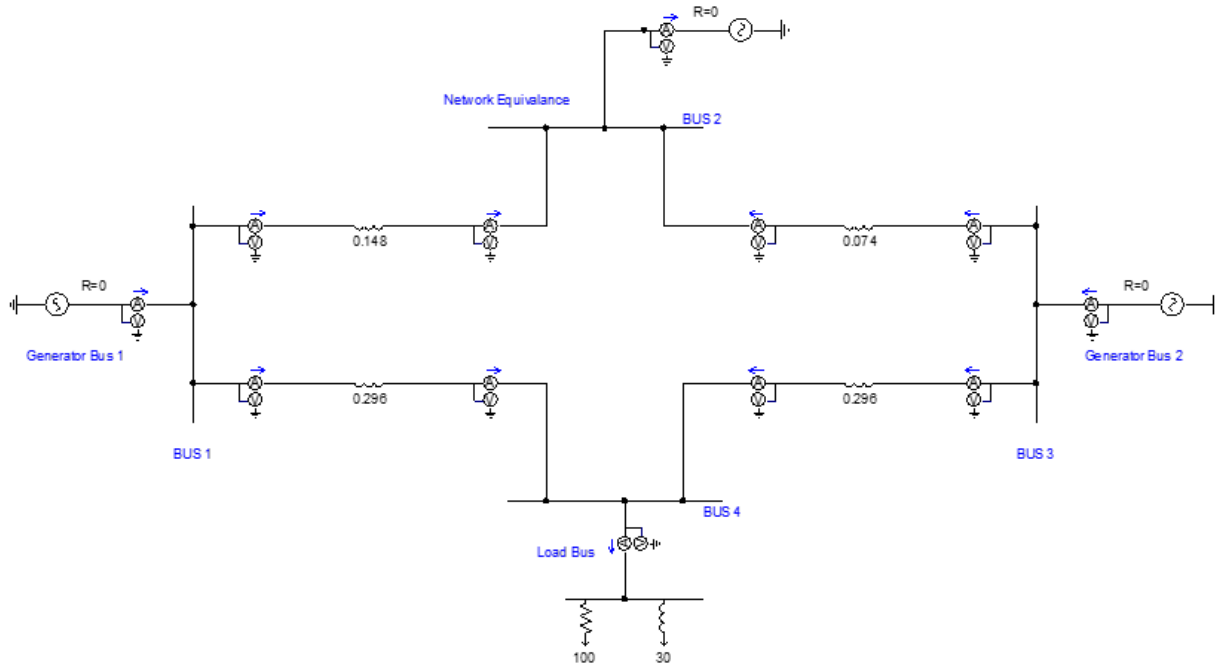 R=0
Network Equivalance
BUS 2
A
V
A
V
A
V
A
V
A
V
0.148
0.074
R=0
R=0
A
V
A
V
Generator Bus 1
Generator Bus 2
A
V
A
V
A
V
A
V
0.296
0.296
BUS 1
BUS 3
BUS 4
Load Bus
A
V
100
30